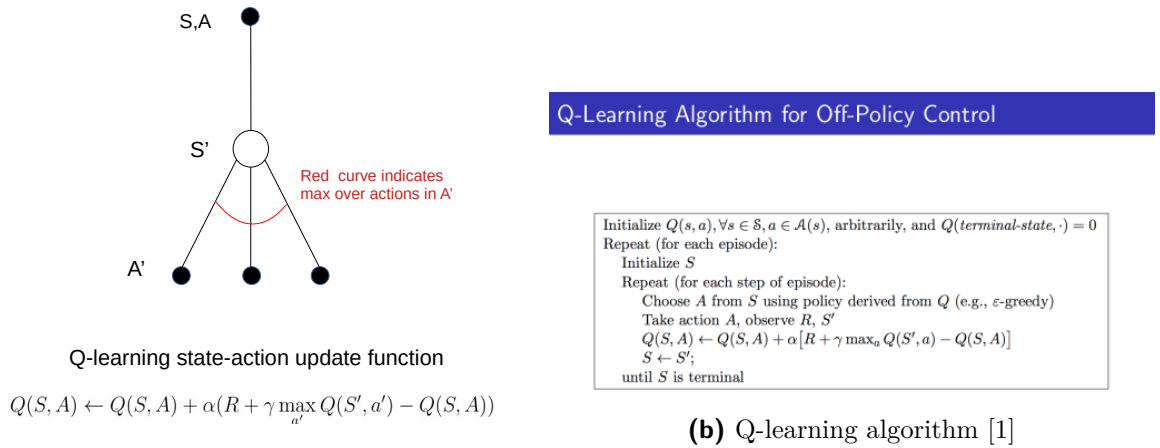 S,A
S’
Red curve indicates
max over actions in A’
A’
Q-learning state-action update function
Q(S, A) ← Q(S, A) + α(R + γ max_{a′} Q(S′, a′) − Q(S, A))
Q-Learning Algorithm for Off-Policy Control
Initialize Q(s, a), ∀s ∈ 𝒮, a ∈ 𝒜(s), arbitrarily, and Q(terminal-state, ·) = 0
Repeat (for each episode):
Initialize S
Repeat (for each step of episode):
Choose A from S using policy derived from Q (e.g., ε-greedy)
Take action A, observe R, S′
Q(S, A) ← Q(S, A) + α[R + γ max_a Q(S′, a) − Q(S, A)]
S ← S′;
until S is terminal
(b) Q-learning algorithm [1]